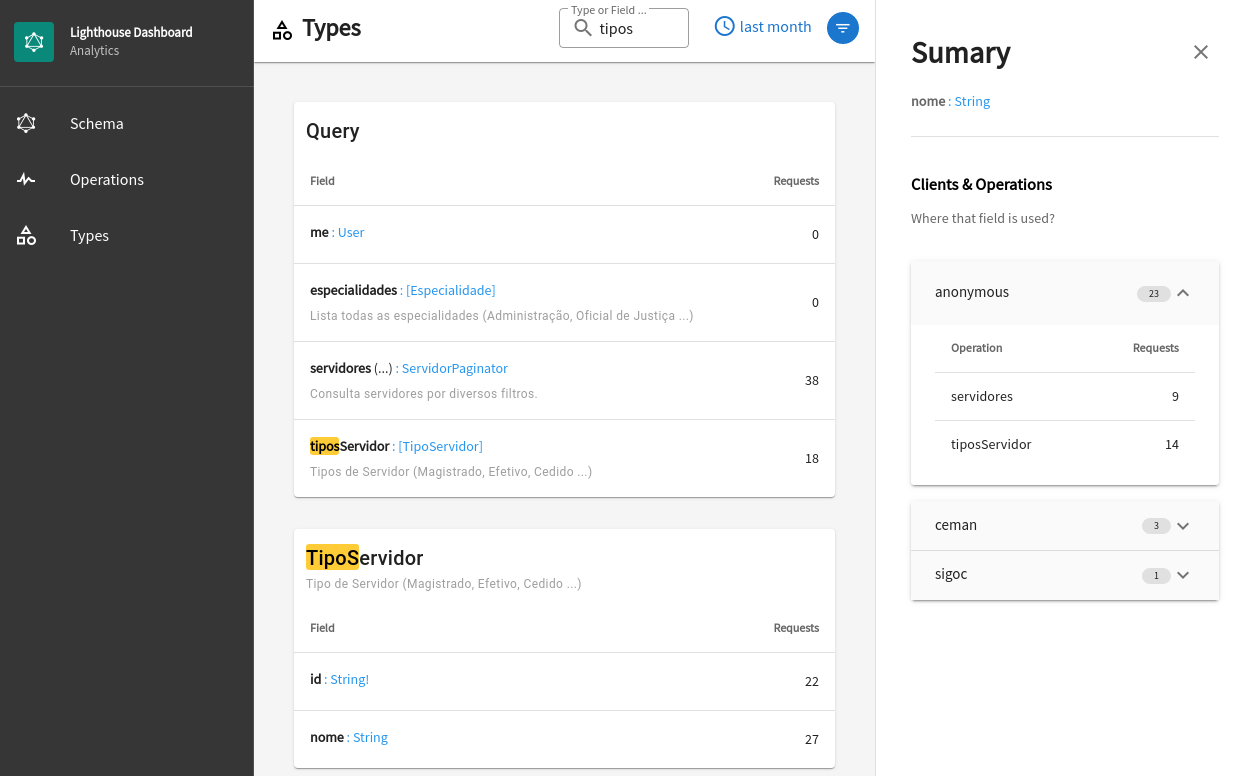 Lighthouse Dashboard
Analytics
Schema
Operations
Types
Types
Type or Field ...
tipos
last month
Query
Field Requests
me : User 0
especialidades : [Especialidade] 0
Lista todas as especialidades (Administração, Oficial de Justiça ...)
servidores (...) : ServidorPaginator 38
Consulta servidores por diversos filtros.
tiposServidor : [TipoServidor] 18
Tipos de Servidor (Magistrado, Efetivo, Cedido ...)
TipoServidor
Tipo de Servidor (Magistrado, Efetivo, Cedido ...)
Field Requests
id : String! 22
nome : String 27
Sumary
nome : String
Clients & Operations
Where that field is used?
anonymous 23
Operation Requests
servidores 9
tiposServidor 14
ceman 3
sigoc 1